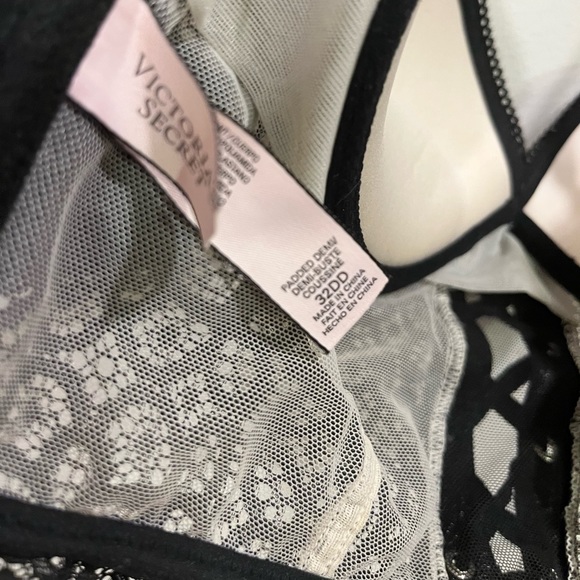 VICTORIA
SECRET
PADDED DEMI/
DEMI-BUSTE
COUSSINÉ
32DD
MADE IN CHINA
FAIT EN CHINE
HECHO EN CHINA